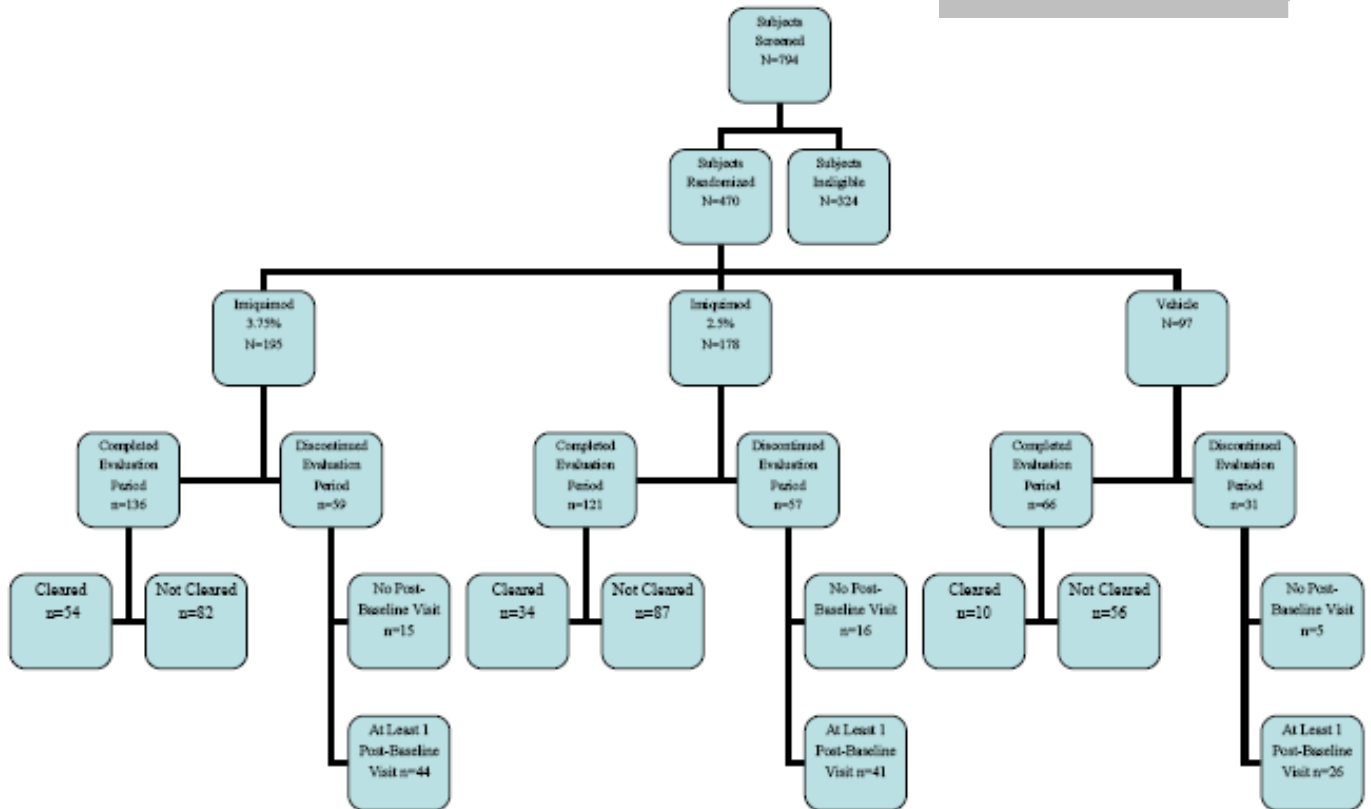 Subjects
Screened
N=794
Subjects
Randomized
N=470
Subjects
Ineligible
N=324
Imiquimod
3.75%
N=195
Imiquimod
2.5%
N=178
Vehicle
N=97
Completed
Evaluation
Period
n=136
Discontinued
Evaluation
Period
n=59
Completed
Evaluation
Period
n=121
Discontinued
Evaluation
Period
n=57
Completed
Evaluation
Period
n=66
Discontinued
Evaluation
Period
n=31
Cleared
n=54
Not Cleared
n=82
No Post-
Baseline Visit
n=15
Cleared
n=34
Not Cleared
n=87
No Post-
Baseline Visit
n=16
Cleared
n=10
Not Cleared
n=56
No Post-
Baseline Visit
n=5
At Least 1
Post-Baseline
Visit n=44
At Least 1
Post-Baseline
Visit n=41
At Least 1
Post-Baseline
Visit n=26